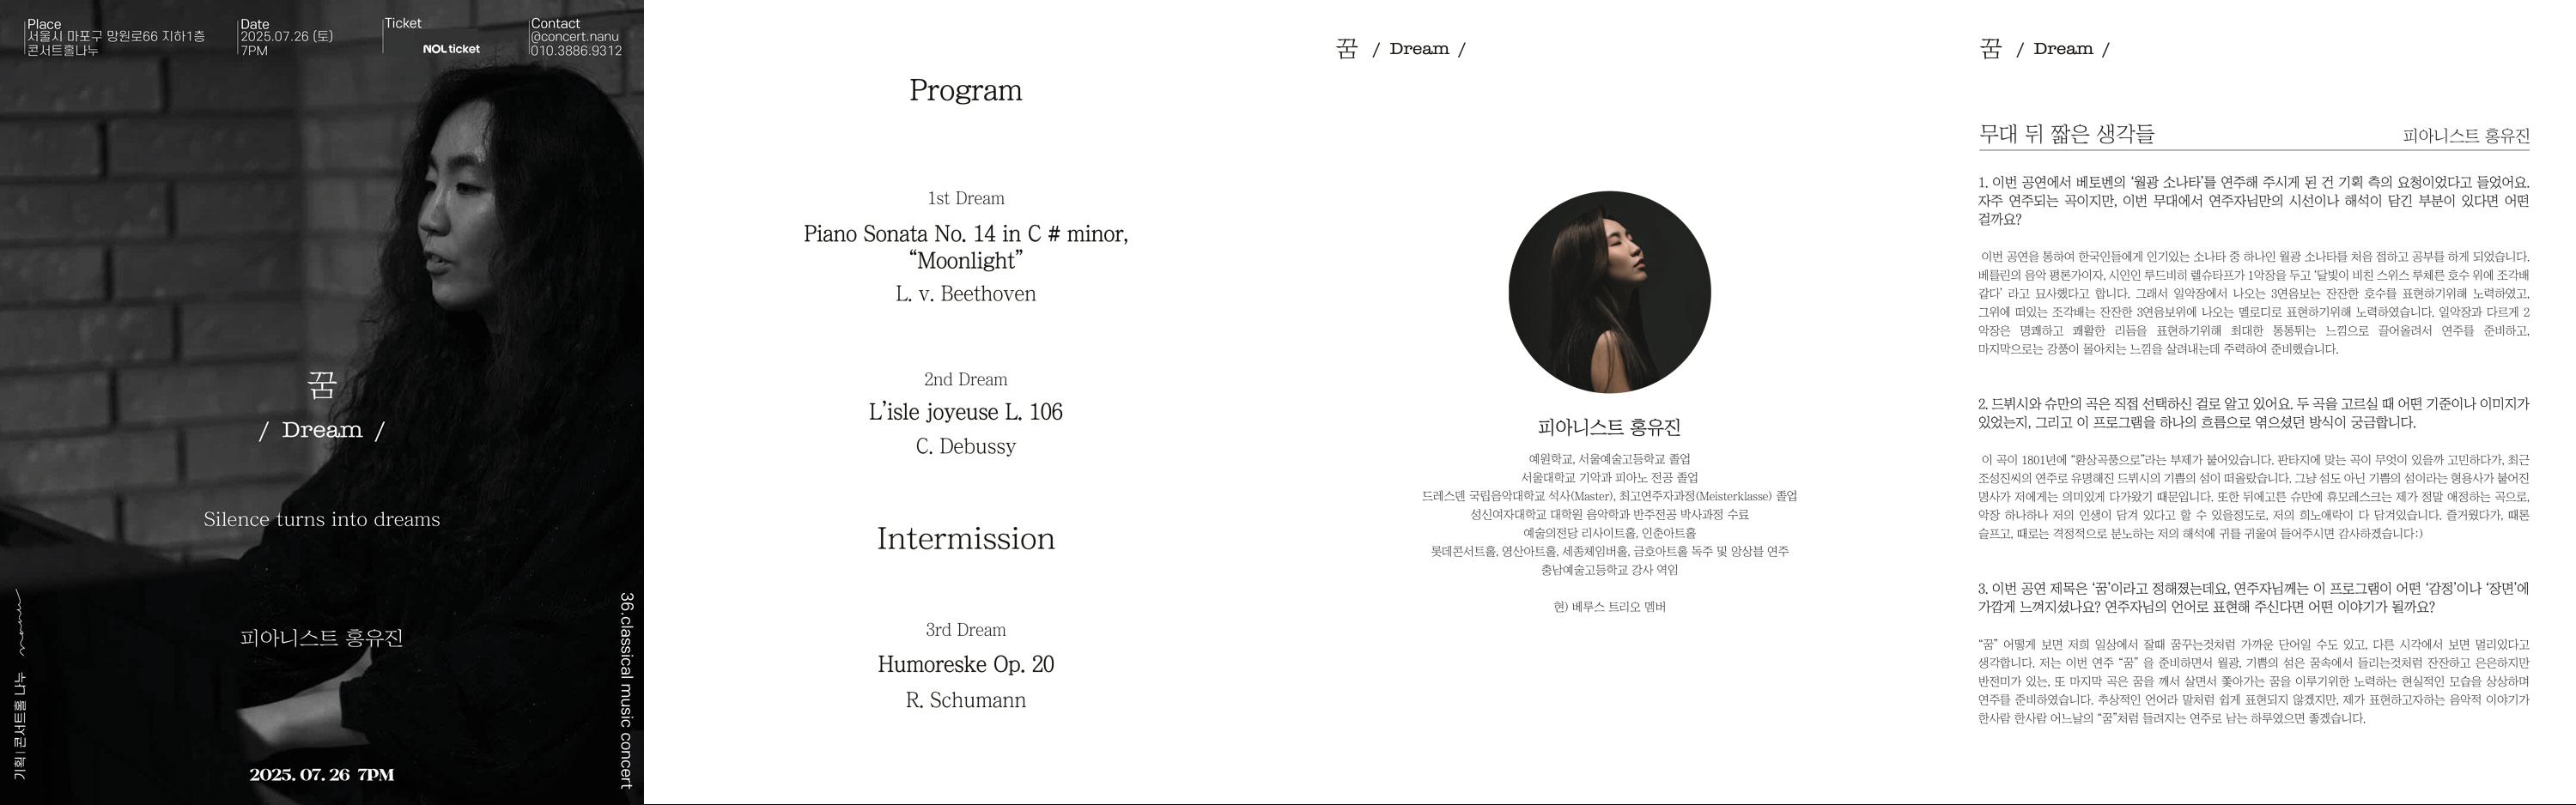 Place
서울시 마포구 망원로66 지하1층
콘서트홀나누
Date
2025.07.26 (토)
7PM
Ticket
NOL ticket
Contact
@concert.nanu
010.3886.9312
꿈
/ Dream /
Silence turns into dreams
피아니스트 홍유진
2025. 07. 26 7PM
기획 | 콘서트홀 나누
36.classical music concert
Program
1st Dream
Piano Sonata No. 14 in C # minor,
“Moonlight”
L. v. Beethoven
2nd Dream
L’isle joyeuse L. 106
C. Debussy
Intermission
3rd Dream
Humoreske Op. 20
R. Schumann
꿈 / Dream /
피아니스트 홍유진
예원학교, 서울예술고등학교 졸업
서울대학교 기악과 피아노 전공 졸업
드레스덴 국립음악대학교 석사(Master), 최고연주자과정(Meisterklasse) 졸업
성신여자대학교 대학원 음악학과 반주전공 박사과정 수료
예술의전당 리사이트홀, 인춘아트홀
롯데콘서트홀, 영산아트홀, 세종체임버홀, 금호아트홀 독주 및 앙상블 연주
충남예술고등학교 강사 역임
현) 베루스 트리오 멤버
꿈 / Dream /
무대 뒤 짧은 생각들
피아니스트 홍유진
1. 이번 공연에서 베토벤의 ‘월광 소나타’를 연주해 주시게 된 건 기획 측의 요청이었다고 들었어요.
자주 연주되는 곡이지만, 이번 무대에서 연주자님만의 시선이나 해석이 담긴 부분이 있다면 어떤
걸까요?
이번 공연을 통하여 한국인들에게 인기있는 소나타 중 하나인 월광 소나타를 처음 접하고 공부를 하게 되었습니다.
베를린의 음악 평론가이자, 시인인 루드비히 렐슈타프가 1악장을 두고 ‘달빛이 비친 스위스 루체른 호수 위에 조각배
같다’ 라고 묘사했다고 합니다. 그래서 일악장에서 나오는 3연음보는 잔잔한 호수를 표현하기위해 노력하였고,
그위에 떠있는 조각배는 잔잔한 3연음보위에 나오는 멜로디로 표현하기위해 노력하였습니다. 일악장과 다르게 2
악장은 명쾌하고 쾌활한 리듬을 표현하기위해 최대한 통통튀는 느낌으로 끌어올려서 연주를 준비하고,
마지막으로는 강풍이 몰아치는 느낌을 살려내는데 주력하여 준비했습니다.
2. 드뷔시와 슈만의 곡은 직접 선택하신 걸로 알고 있어요. 두 곡을 고르실 때 어떤 기준이나 이미지가
있었는지, 그리고 이 프로그램을 하나의 흐름으로 엮으셨던 방식이 궁금합니다.
이 곡이 1801년에 “환상곡풍으로”라는 부제가 붙어있습니다. 판타지에 맞는 곡이 무엇이 있을까 고민하다가, 최근
조성진씨의 연주로 유명해진 드뷔시의 기쁨의 섬이 떠올랐습니다. 그냥 섬도 아닌 기쁨의 섬이라는 형용사가 붙어진
명사가 저에게는 의미있게 다가왔기 때문입니다. 또한 뒤에고른 슈만에 휴모레스크는 제가 정말 애정하는 곡으로,
악장 하나하나 저의 인생이 담겨 있다고 할 수 있을정도로, 저의 희노애락이 다 담겨있습니다. 즐거웠다가, 때론
슬프고, 때로는 격정적으로 분노하는 저의 해석에 귀를 귀울여 들어주시면 감사하겠습니다:)
3. 이번 공연 제목은 ‘꿈’이라고 정해졌는데요, 연주자님께는 이 프로그램이 어떤 ‘감정’이나 ‘장면’에
가깝게 느껴지셨나요? 연주자님의 언어로 표현해 주신다면 어떤 이야기가 될까요?
“꿈” 어떻게 보면 저희 일상에서 잘때 꿈꾸는것처럼 가까운 단어일 수도 있고, 다른 시각에서 보면 멀리있다고
생각합니다. 저는 이번 연주 “꿈” 을 준비하면서 월광, 기쁨의 섬은 꿈속에서 들리는것처럼 잔잔하고 은은하지만
반전미가 있는, 또 마지막 곡은 꿈을 깨서 살면서 쫓아가는 꿈을 이루기위한 노력하는 현실적인 모습을 상상하며
연주를 준비하였습니다. 추상적인 언어라 말처럼 쉽게 표현되지 않겠지만, 제가 표현하고자하는 음악적 이야기가
한사람 한사람 어느날의 “꿈”처럼 들려지는 연주로 남는 하루였으면 좋겠습니다.